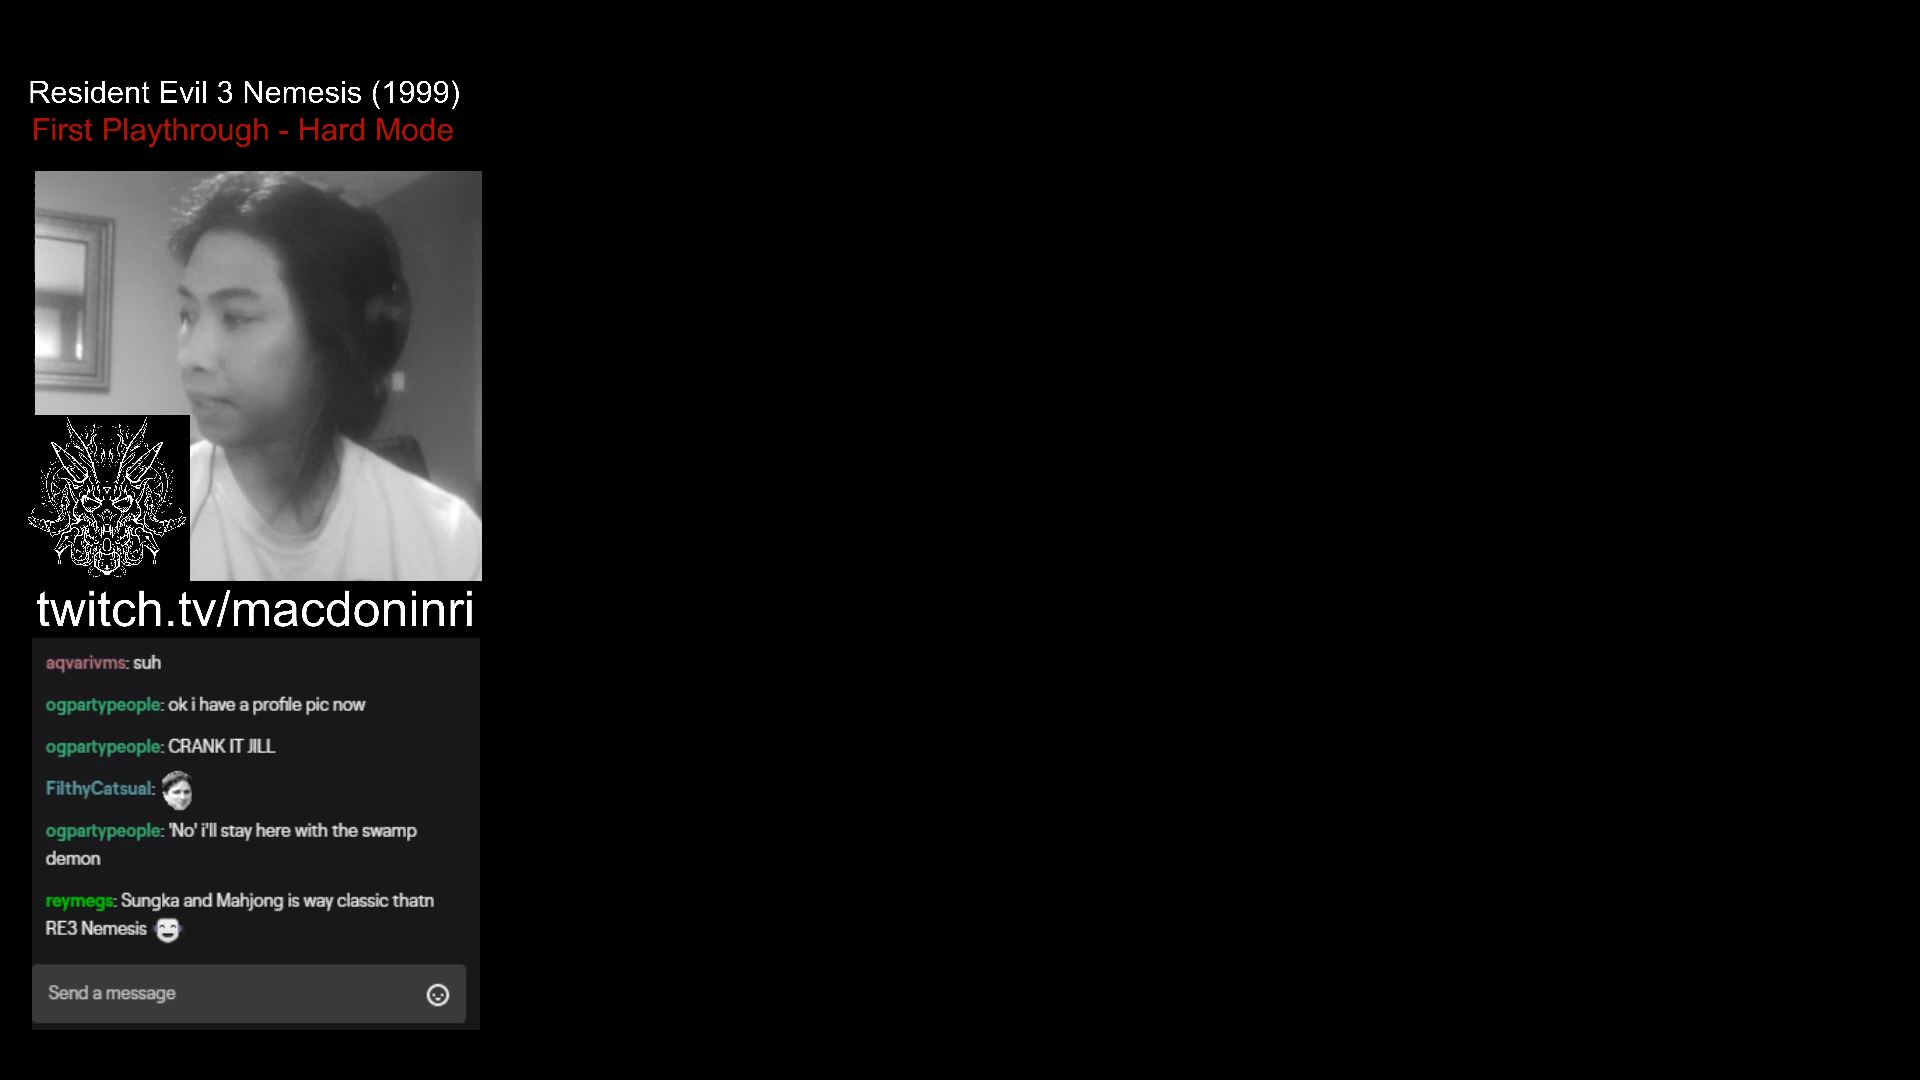 Resident Evil 3 Nemesis (1999)
First Playthrough - Hard Mode
twitch.tv/macdoninri
aqvarivms: suh
ogpartypeople: ok i have a profile pic now
ogpartypeople: CRANK IT JILL
FilthyCatsual:
ogpartypeople: 'No' i'll stay here with the swamp
demon
reymegs: Sungka and Mahjong is way classic thatn
RE3 Nemesis
Send a message